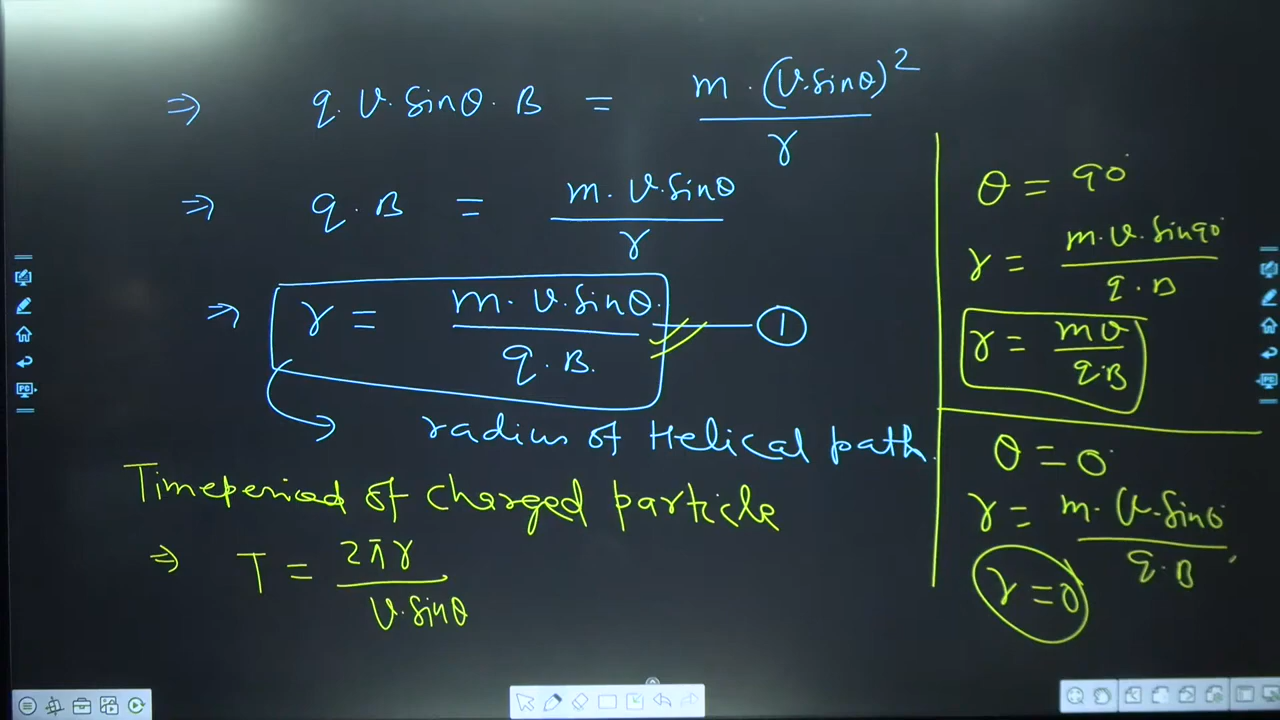 ⇒ q.v.sinθ.B = m.(v.sinθ)² / r
⇒ q.B = m.v.sinθ / r
⇒ r = m.v.sinθ / q.B. — ①
→ radius of Helical path.
Timeperiod of charged particle
⇒ T = 2πr / v.sinθ
θ = 90°
r = m.v.sin90° / q.B
r = mv / q.B
θ = 0°
r = m.v.sin0° / q.B
r = 0